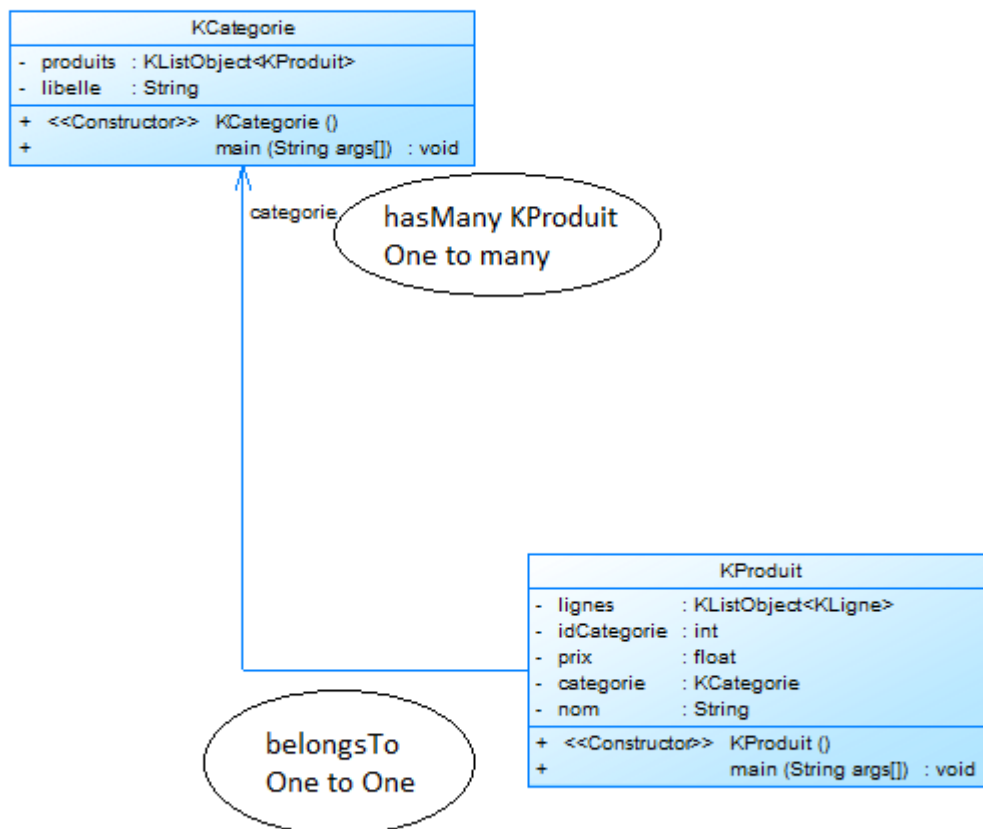 KCategorie
- produits : KListObject<KProduit>
- libelle : String
+ <<Constructor>> KCategorie ()
+ main (String args[]) : void
categorie
hasMany KProduit
One to many
KProduit
- lignes : KListObject<KLigne>
- idCategorie : int
- prix : float
- categorie : KCategorie
- nom : String
+ <<Constructor>> KProduit ()
+ main (String args[]) : void
belongsTo
One to One